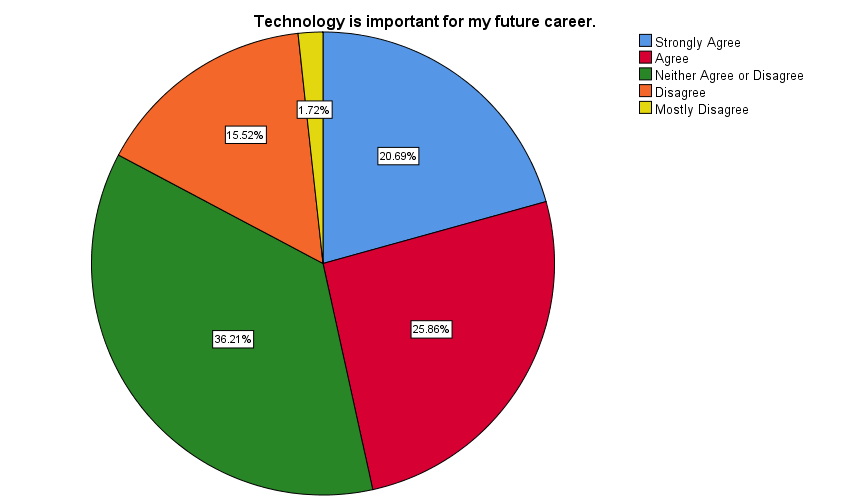 Technology is important for my future career.
Strongly Agree
Agree
Neither Agree or Disagree
Disagree
Mostly Disagree
1.72%
15.52%
20.69%
25.86%
36.21%